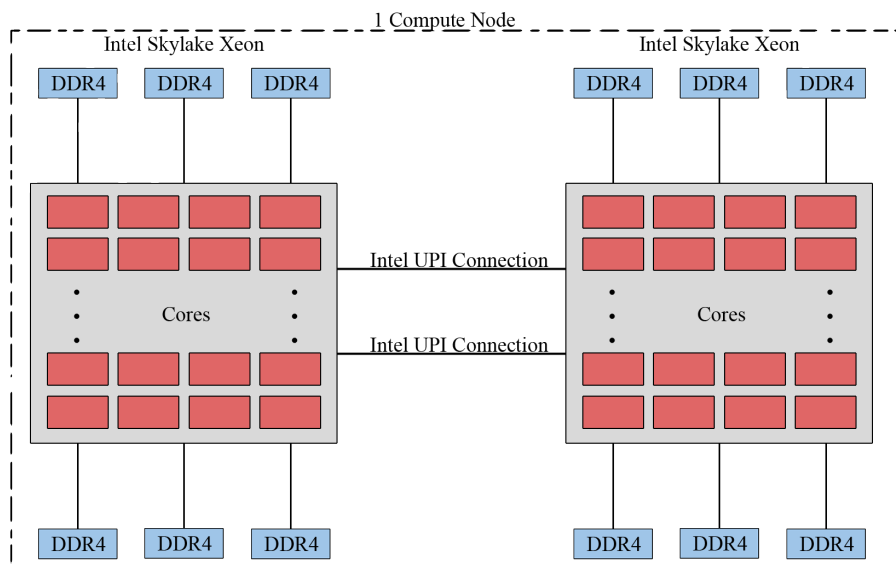 1 Compute Node
Intel Skylake Xeon
Intel Skylake Xeon
DDR4 DDR4 DDR4
DDR4 DDR4 DDR4
Intel UPI Connection
Cores
Cores
Intel UPI Connection
DDR4 DDR4 DDR4
DDR4 DDR4 DDR4